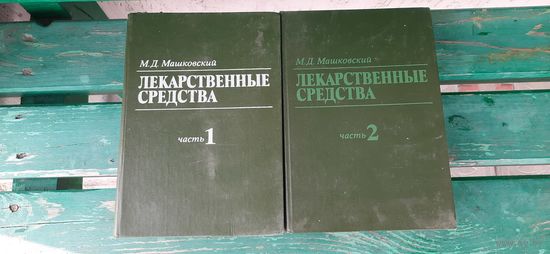 М.Д. Машковский
ЛЕКАРСТВЕННЫЕ
СРЕДСТВА
часть 1
М.Д. Машковский
ЛЕКАРСТВЕННЫЕ
СРЕДСТВА
часть 2